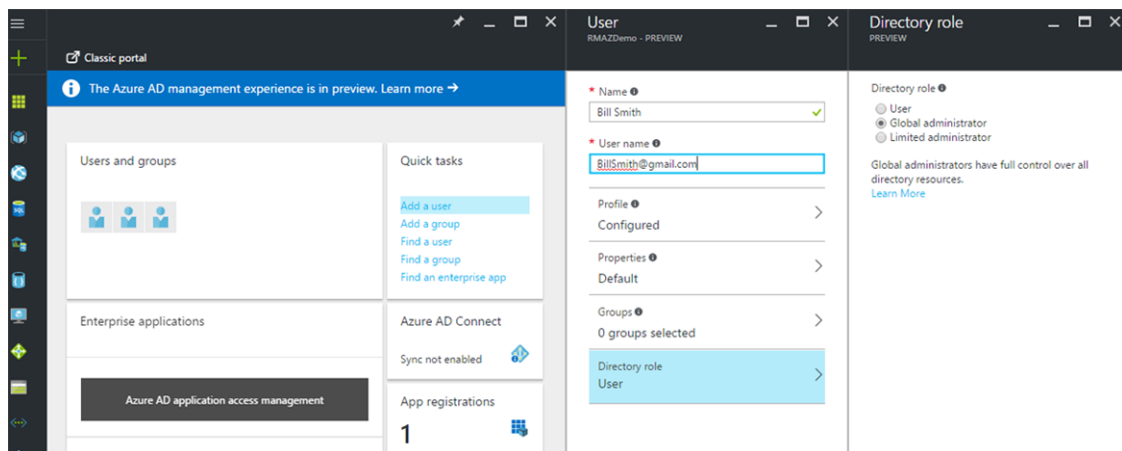 Classic portal
The Azure AD management experience is in preview. Learn more →
Users and groups
Quick tasks
Add a user
Add a group
Find a user
Find a group
Find an enterprise app
Enterprise applications
Azure AD application access management
Azure AD Connect
Sync not enabled
App registrations
1
User
RMAZDemo - PREVIEW
* Name
Bill Smith
* User name
BillSmith@gmail.com
Profile
Configured
Properties
Default
Groups
0 groups selected
Directory role
User
Directory role
PREVIEW
Directory role
User
Global administrator
Limited administrator
Global administrators have full control over all
directory resources.
Learn More